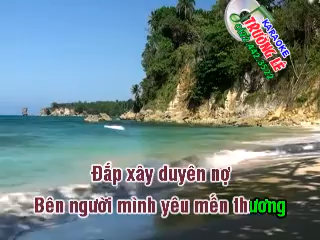 KARAOKE
TRƯỜNG LÊ
Đắp xây duyên nợ
Bên người mình yêu mến thương